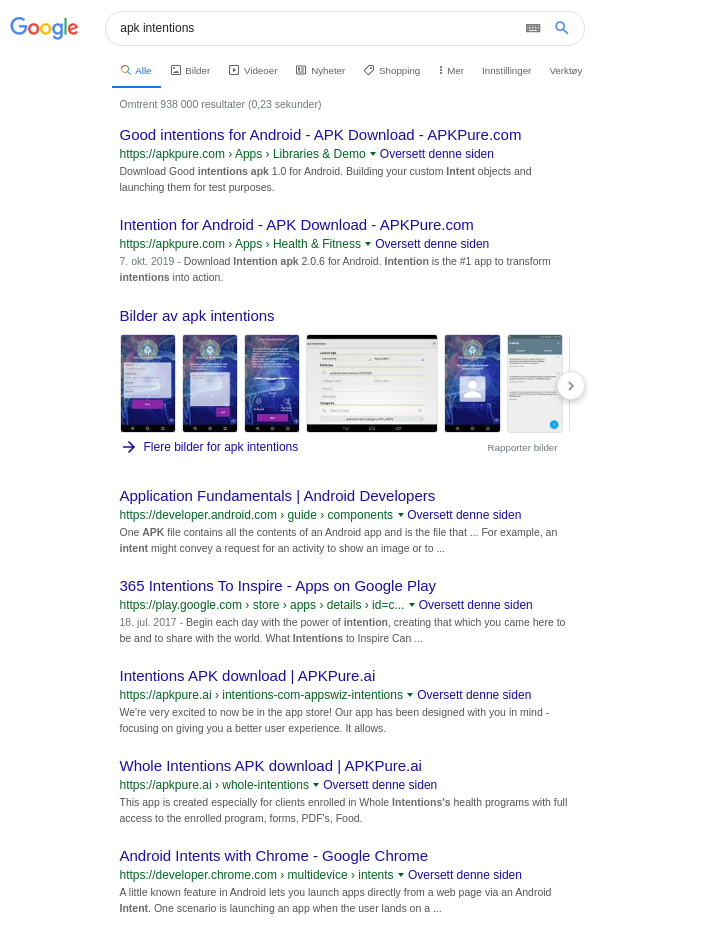 Google
apk intentions
Alle Bilder Videoer Nyheter Shopping Mer Innstillinger Verktøy
Omtrent 938 000 resultater (0,23 sekunder)
Good intentions for Android - APK Download - APKPure.com
https://apkpure.com › Apps › Libraries & Demo Oversett denne siden
Download Good intentions apk 1.0 for Android. Building your custom Intent objects and
launching them for test purposes.
Intention for Android - APK Download - APKPure.com
https://apkpure.com › Apps › Health & Fitness Oversett denne siden
7. okt. 2019 - Download Intention apk 2.0.6 for Android. Intention is the #1 app to transform
intentions into action.
Bilder av apk intentions
Flere bilder for apk intentions Rapporter bilder
Application Fundamentals | Android Developers
https://developer.android.com › guide › components Oversett denne siden
One APK file contains all the contents of an Android app and is the file that ... For example, an
intent might convey a request for an activity to show an image or to ...
365 Intentions To Inspire - Apps on Google Play
https://play.google.com › store › apps › details › id=c... Oversett denne siden
18. jul. 2017 - Begin each day with the power of intention, creating that which you came here to
be and to share with the world. What Intentions to Inspire Can ...
Intentions APK download | APKPure.ai
https://apkpure.ai › intentions-com-appswiz-intentions Oversett denne siden
We're very excited to now be in the app store! Our app has been designed with you in mind -
focusing on giving you a better user experience. It allows.
Whole Intentions APK download | APKPure.ai
https://apkpure.ai › whole-intentions Oversett denne siden
This app is created especially for clients enrolled in Whole Intentions's health programs with full
access to the enrolled program, forms, PDF's, Food.
Android Intents with Chrome - Google Chrome
https://developer.chrome.com › multidevice › intents Oversett denne siden
A little known feature in Android lets you launch apps directly from a web page via an Android
Intent. One scenario is launching an app when the user lands on a ...